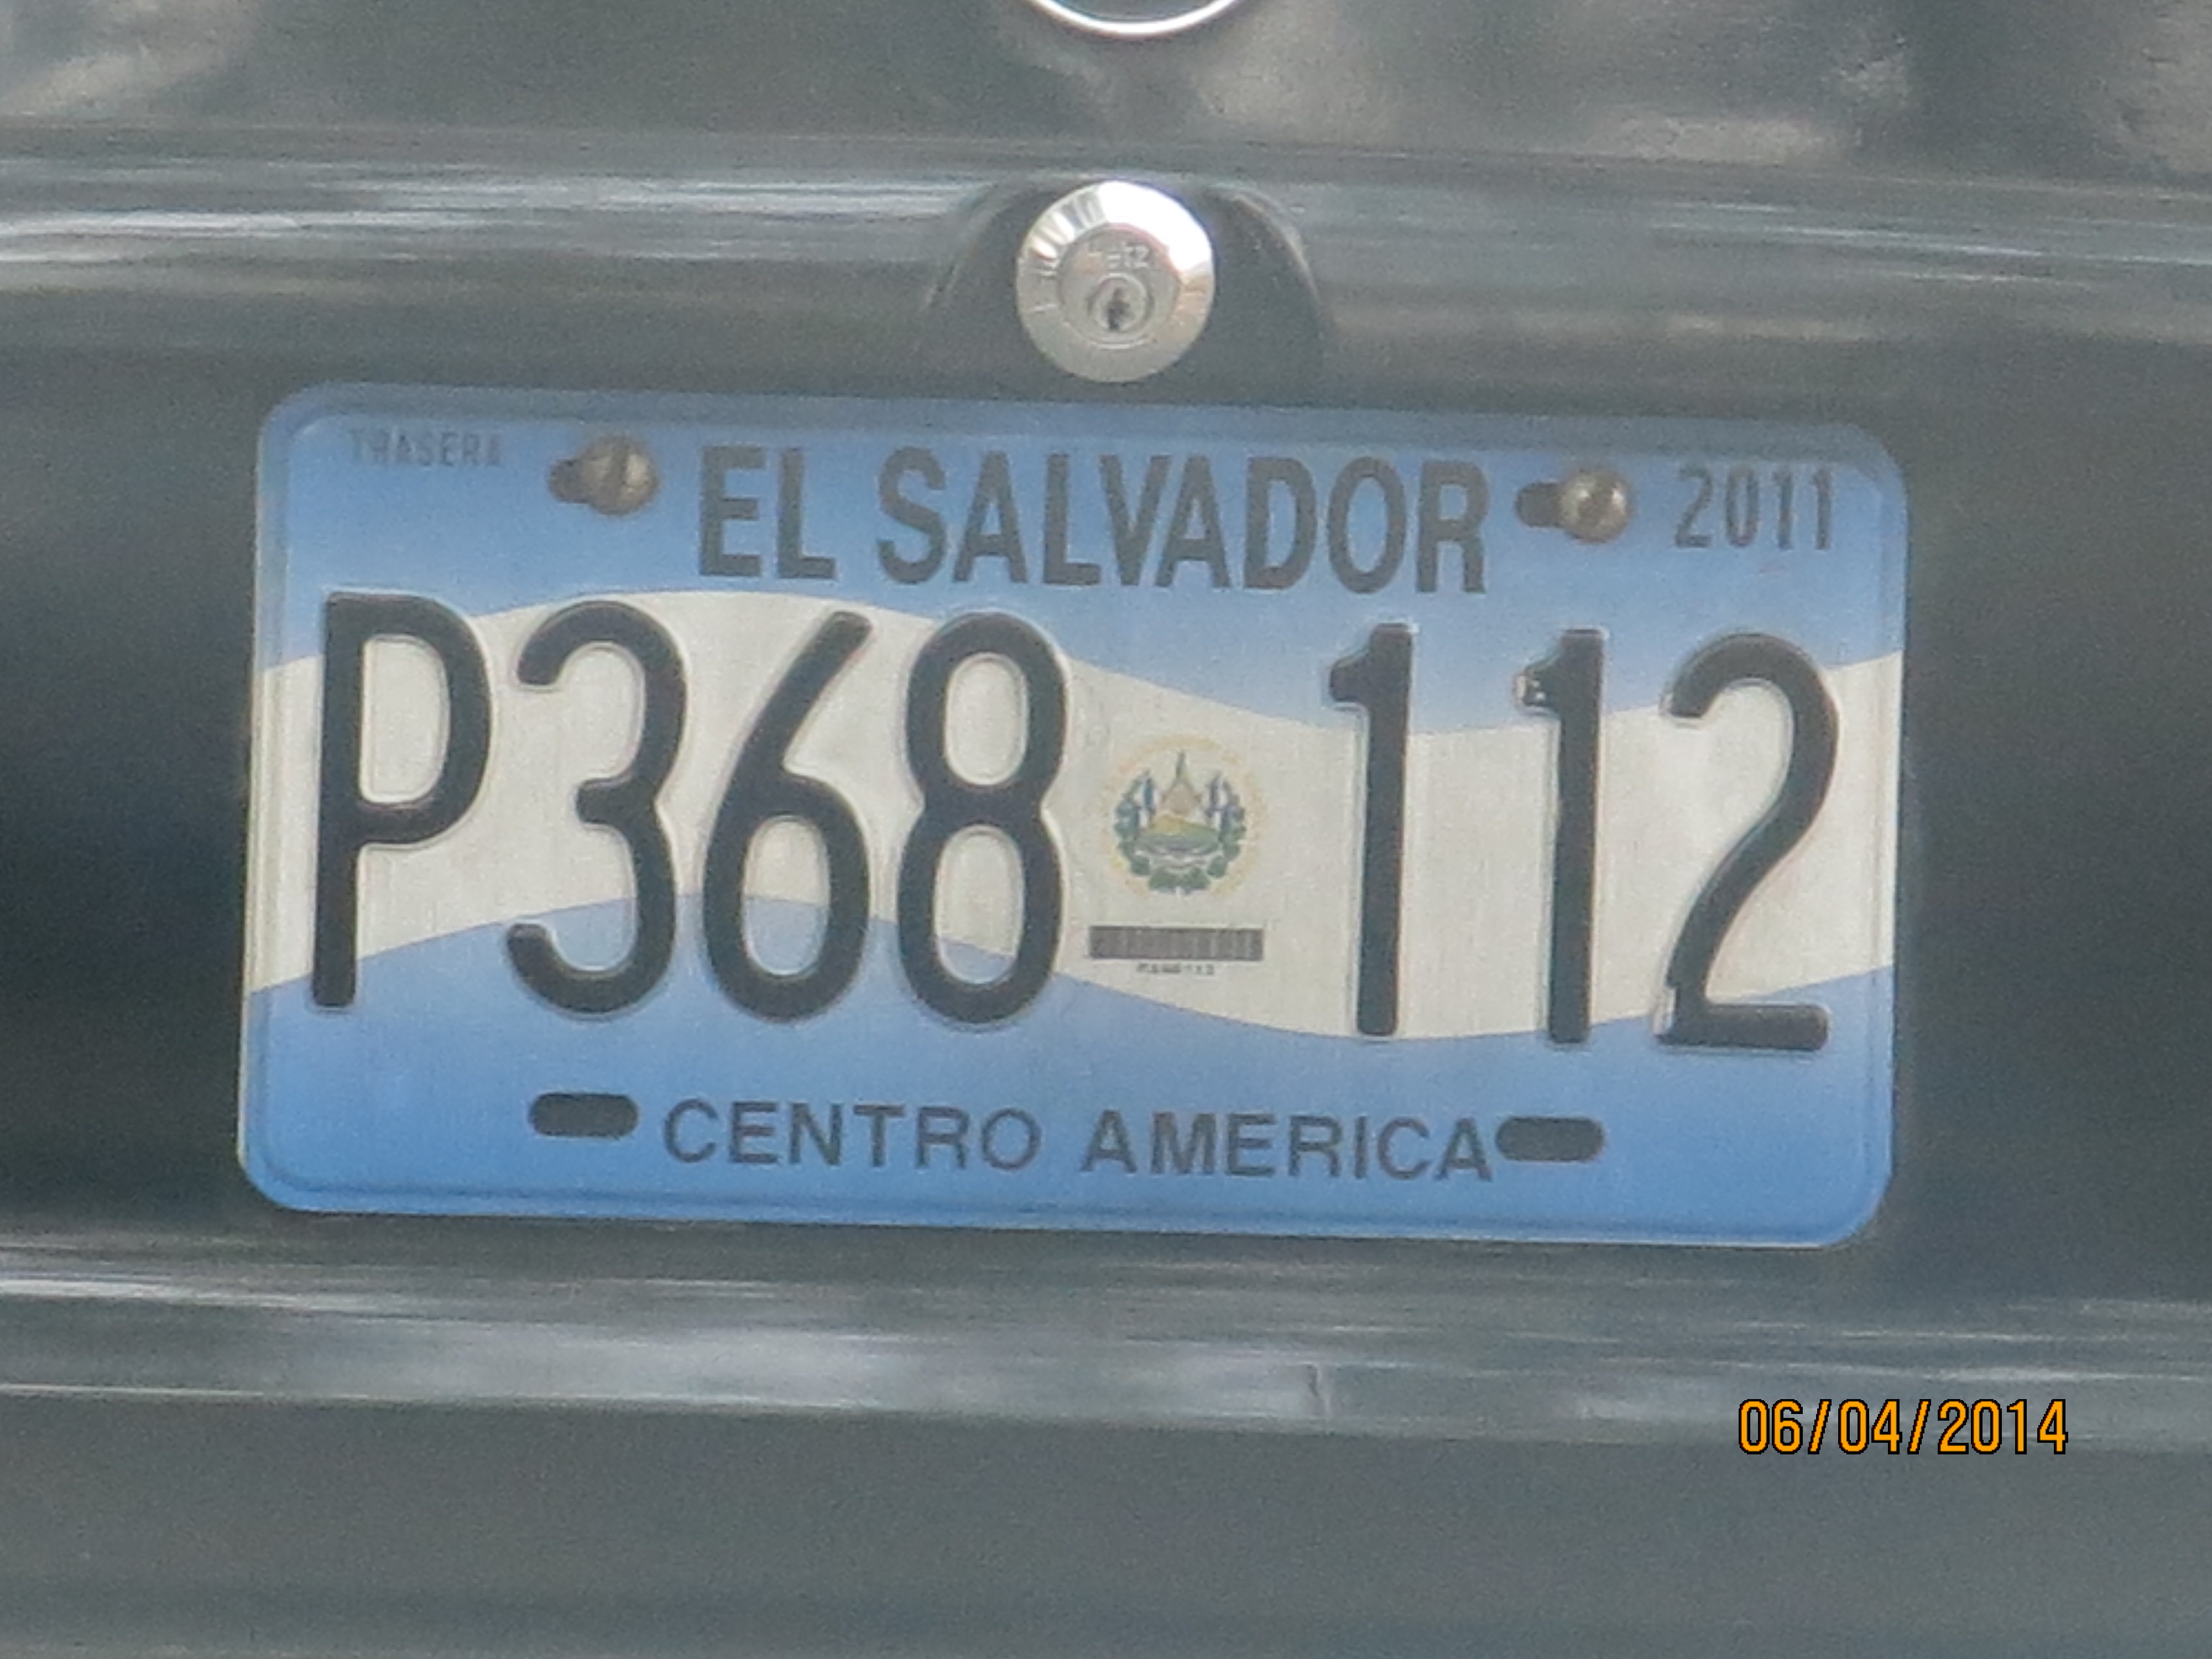 TRASERA
EL SALVADOR
2011
P368 112
CENTRO AMERICA
06/04/2014